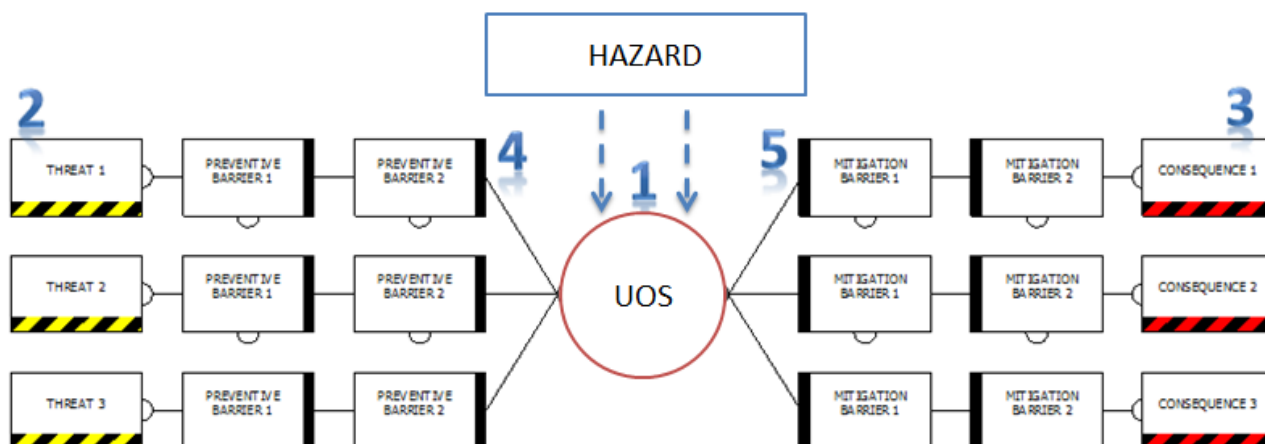 HAZARD
2
3
4
5
1
THREAT 1
PREVENTIVE
BARRIER 1
PREVENTIVE
BARRIER 2
MITIGATION
BARRIER 1
MITIGATION
BARRIER 2
CONSEQUENCE 1
THREAT 2
PREVENTIVE
BARRIER 1
PREVENTIVE
BARRIER 2
UOS
MITIGATION
BARRIER 1
MITIGATION
BARRIER 2
CONSEQUENCE 2
THREAT 3
PREVENTIVE
BARRIER 1
PREVENTIVE
BARRIER 2
MITIGATION
BARRIER 1
MITIGATION
BARRIER 2
CONSEQUENCE 3